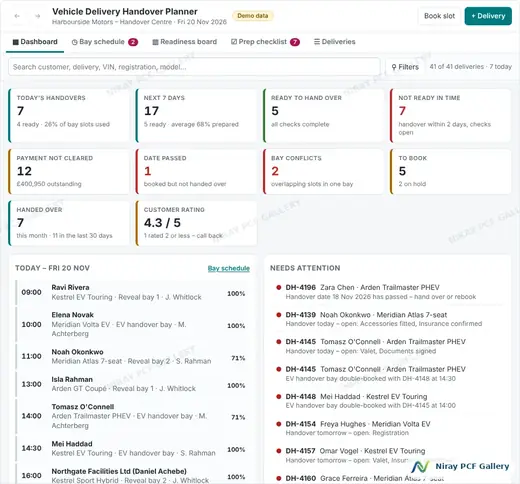 Vehicle Delivery Handover Planner
Harbourside Motors – Handover Centre · Fri 20 Nov 2026
Demo data
Book slot
+ Delivery
Dashboard
Bay schedule 2
Readiness board
Prep checklist 7
Deliveries
Search customer, delivery, VIN, registration, model...
Filters
41 of 41 deliveries · 7 today
TODAY'S HANDOVERS
7
4 ready · 26% of bay slots used
NEXT 7 DAYS
17
5 ready · average 68% prepared
READY TO HAND OVER
5
all checks complete
NOT READY IN TIME
7
handover within 2 days, checks
open
PAYMENT NOT CLEARED
12
£400,950 outstanding
DATE PASSED
1
booked but not handed over
BAY CONFLICTS
2
overlapping slots in one bay
TO BOOK
5
2 on hold
HANDED OVER
7
this month · 11 in the last 30 days
CUSTOMER RATING
4.3 / 5
1 rated 2 or less – call back
TODAY – FRI 20 NOV
Bay schedule
09:00
Ravi Rivera
Kestrel EV Touring · Reveal bay 1 · J. Whitlock
100%
10:00
Elena Novak
Meridian Volta EV · EV handover bay · M.
Achterberg
100%
11:00
Noah Okonkwo
Meridian Atlas 7-seat · Reveal bay 2 · S. Rahman
71%
13:00
Isla Rahman
Arden GT Coupé · Reveal bay 1 · J. Whitlock
100%
14:00
Tomasz O'Connell
Arden Trailmaster PHEV · EV handover bay · M.
Achterberg
71%
14:30
Mei Haddad
Kestrel EV Touring · EV handover bay · S. Rahman
100%
16:00
Northgate Facilities Ltd (Daniel Achebe)
Kestrel Sport Hybrid · Reveal bay 2 · J. Whitlock
100%
NEEDS ATTENTION
DH-4196 Zara Chen · Arden Trailmaster PHEV
Handover date 18 Nov 2026 has passed – hand over or rebook
DH-4139 Noah Okonkwo · Meridian Atlas 7-seat
Handover today – open: Accessories fitted, Insurance confirmed
DH-4145 Tomasz O'Connell · Arden Trailmaster PHEV
Handover today – open: Valet, Documents signed
DH-4145 Tomasz O'Connell · Arden Trailmaster PHEV
EV handover bay double-booked with DH-4148 at 14:30
DH-4148 Mei Haddad · Kestrel EV Touring
EV handover bay double-booked with DH-4145 at 14:00
DH-4154 Freya Hughes · Meridian Volta EV
Handover tomorrow – open: Registration
DH-4157 Omar Vogel · Kestrel EV Touring
Handover tomorrow – open: Valet,
DH-4160 Grace Ferreira · Meridian
Niray PCF Gallery